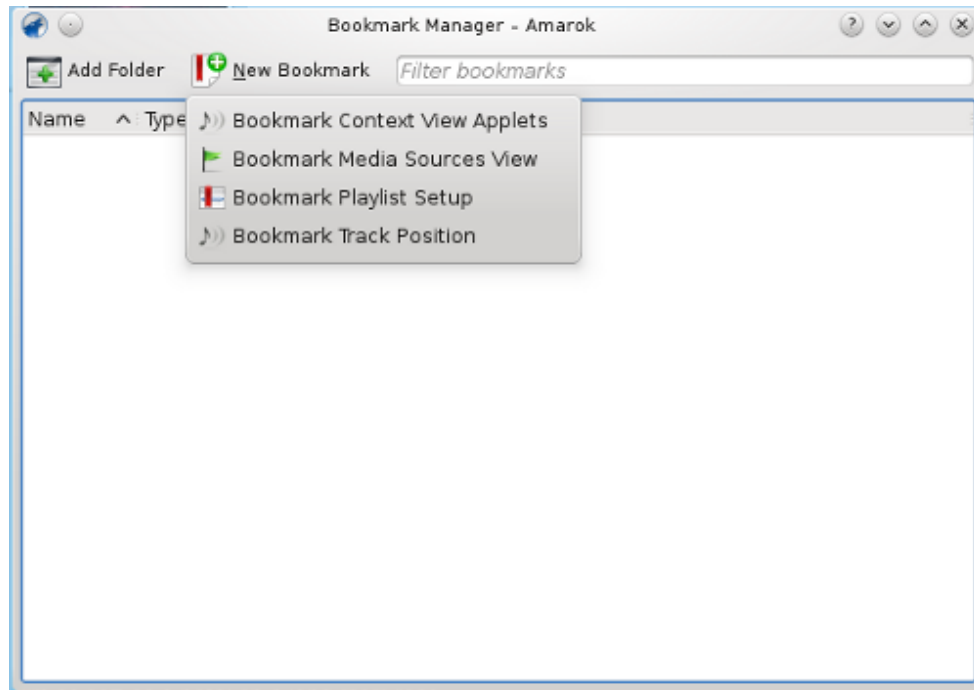 Bookmark Manager – Amarok
Add Folder New Bookmark Filter bookmarks
Name Type
Bookmark Context View Applets
Bookmark Media Sources View
Bookmark Playlist Setup
Bookmark Track Position